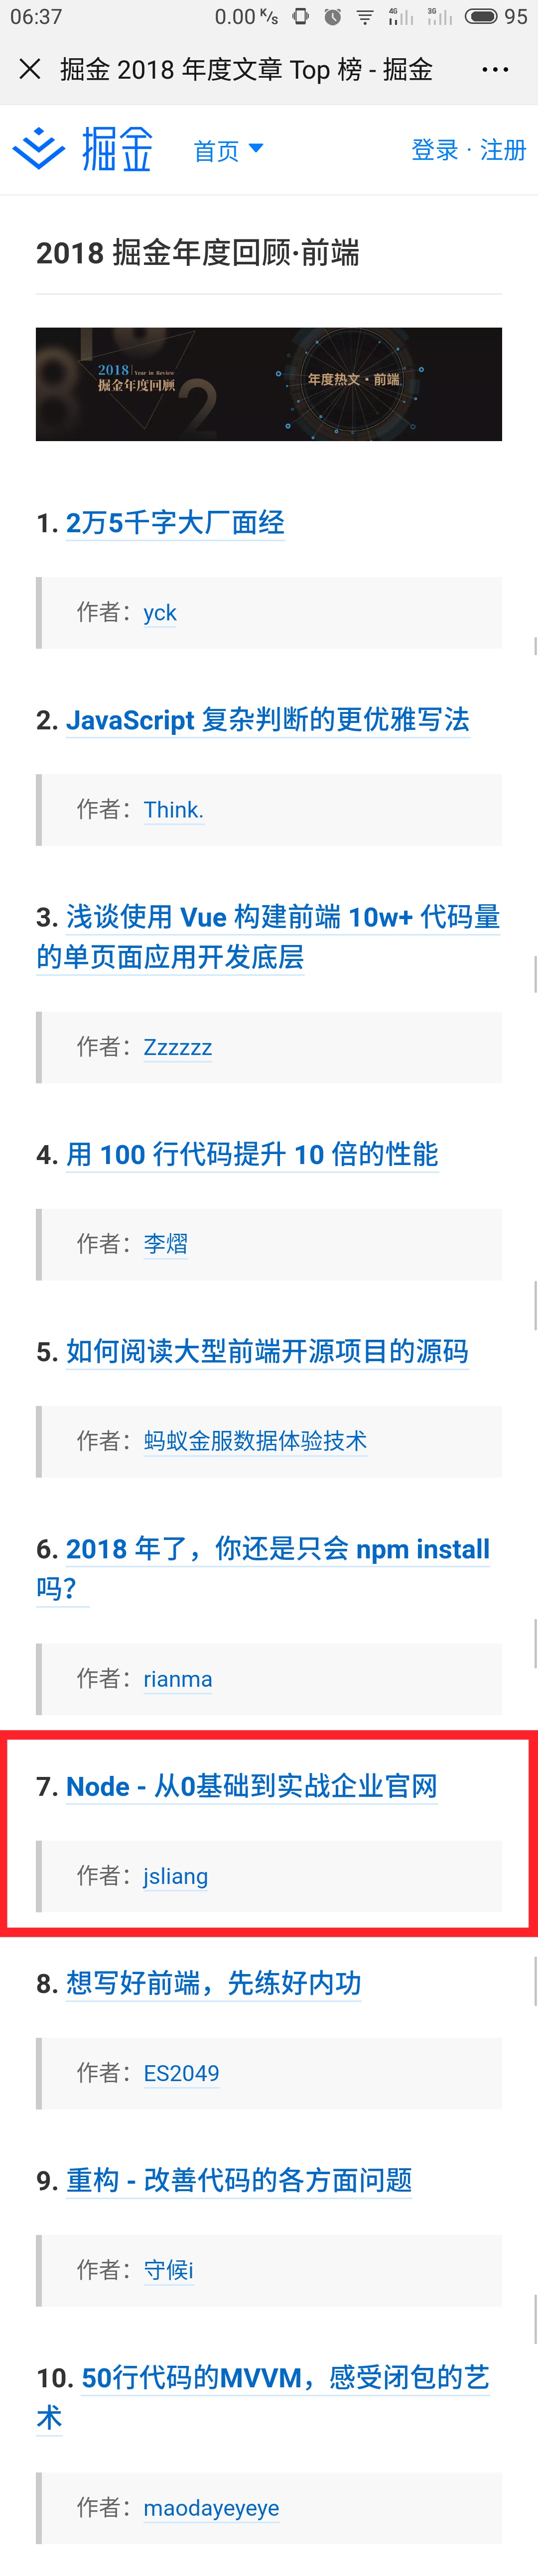 06:37
0.00 K/s
4G
3G
95
掘金 2018 年度文章 Top 榜 - 掘金
掘金
首页
登录 · 注册
2018 掘金年度回顾·前端
2018 Year in Review
掘金年度回顾
年度热文 · 前端
1. 2万5千字大厂面经
作者：yck
2. JavaScript 复杂判断的更优雅写法
作者：Think.
3. 浅谈使用 Vue 构建前端 10w+ 代码量
的单页面应用开发底层
作者：Zzzzzz
4. 用 100 行代码提升 10 倍的性能
作者：李熠
5. 如何阅读大型前端开源项目的源码
作者：蚂蚁金服数据体验技术
6. 2018 年了，你还是只会 npm install
吗？
作者：rianma
7. Node - 从0基础到实战企业官网
作者：jsliang
8. 想写好前端，先练好内功
作者：ES2049
9. 重构 - 改善代码的各方面问题
作者：守候i
10. 50行代码的MVVM，感受闭包的艺
术
作者：maodayeyeye